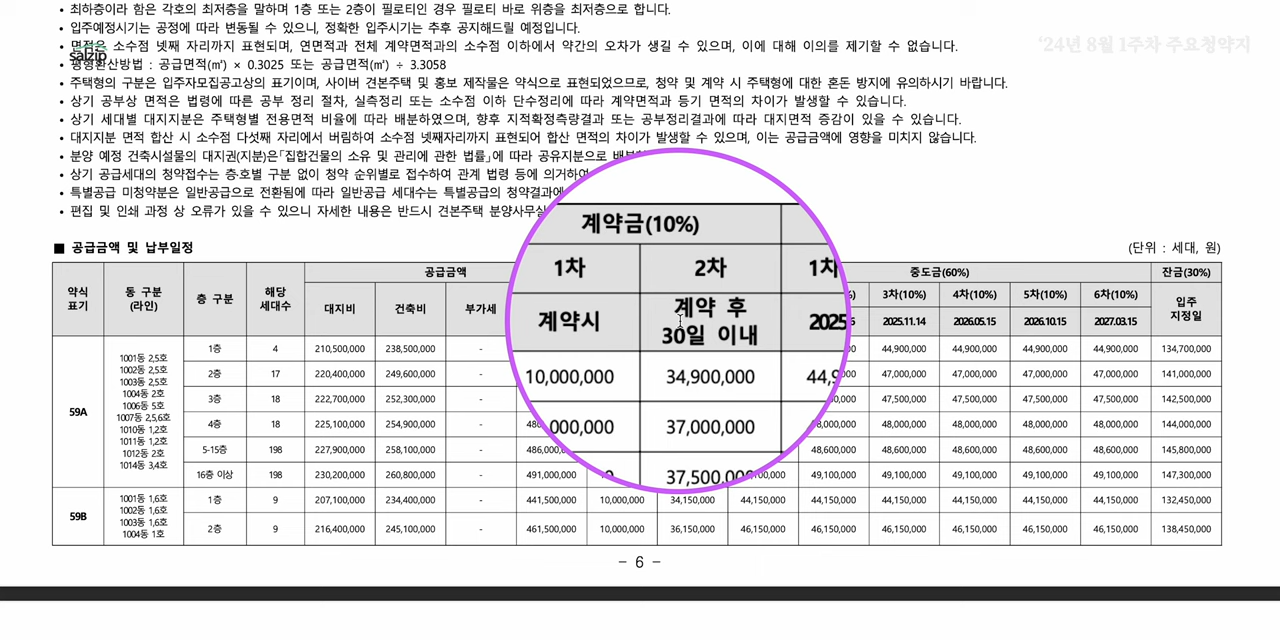 • 최하층이라 함은 각호의 최저층을 말하며 1층 또는 2층이 필로티인 경우 필로티 바로 위층을 최저층으로 합니다.
• 입주예정시기는 공정에 따라 변동될 수 있으니, 정확한 입주시기는 추후 공지해드릴 예정입니다.
• 면적은 소수점 넷째 자리까지 표현되며, 연면적과 전체 계약면적과의 소수점 이하에서 약간의 오차가 생길 수 있으며, 이에 대해 이의를 제기할 수 없습니다.
'24년 8월 1주차 주요청약지
salzip
• 평형환산방법 : 공급면적(㎡) × 0.3025 또는 공급면적(㎡) ÷ 3.3058
• 주택형의 구분은 입주자모집공고상의 표기이며, 사이버 견본주택 및 홍보 제작물은 약식으로 표현되었으므로, 청약 및 계약 시 주택형에 대한 혼돈 방지에 유의하시기 바랍니다.
• 상기 공부상 면적은 법령에 따른 공부 정리 절차, 실측정리 또는 소수점 이하 단수정리에 따라 계약면적과 등기 면적의 차이가 발생할 수 있습니다.
• 상기 세대별 대지지분은 주택형별 전용면적 비율에 따라 배분하였으며, 향후 지적확정측량결과 또는 공부정리결과에 따라 대지면적 증감이 있을 수 있습니다.
• 대지지분 면적 합산 시 소수점 다섯째 자리에서 버림하여 소수점 넷째자리까지 표현되어 합산 면적의 차이가 발생할 수 있으며, 이는 공급금액에 영향을 미치지 않습니다.
• 분양 예정 건축시설물의 대지권(지분)은「집합건물의 소유 및 관리에 관한 법률」에 따라 공유지분으로
• 상기 공급세대의 청약접수는 층·호별 구분 없이 청약 순위별로 접수하여 관계 법령 등에 의거하여
• 특별공급 미청약분은 일반공급으로 전환됨에 따라 일반공급 세대수는 특별공급의 청약결과에
• 편집 및 인쇄 과정 상 오류가 있을 수 있으니 자세한 내용은 반드시 견본주택 분양사무실
■ 공급금액 및 납부일정 (단위 : 세대, 원)
약식 표기 동 구분 (라인) 층 구분 해당 세대수 공급금액 계약금(10%) 중도금(60%) 잔금(30%)
대지비 건축비 부가세 1차 2차 1차 3차(10%) 4차(10%) 5차(10%) 6차(10%) 입주 지정일
계약시 계약 후 30일 이내 2025 2025.11.14 2026.05.15 2026.10.15 2027.03.15
59A
1001동 2,5호
1002동 2,5호
1003동 2,5호
1004동 2호
1006동 5호
1007동 2,5,6호
1010동 1,2호
1011동 1,2호
1012동 2호
1014동 3,4호
1층 4 210,500,000 238,500,000 - 10,000,000 34,900,000 44,900,000 44,900,000 44,900,000 44,900,000 134,700,000
2층 17 220,400,000 249,600,000 - 37,000,000 47,000,000 47,000,000 47,000,000 47,000,000 141,000,000
3층 18 222,700,000 252,300,000 - 37,500,000 47,500,000 47,500,000 47,500,000 47,500,000 142,500,000
4층 18 225,100,000 254,900,000 - 48,000,000 48,000,000 48,000,000 48,000,000 144,000,000
5-15층 198 227,900,000 258,100,000 - 48,600,000 48,600,000 48,600,000 48,600,000 145,800,000
16층 이상 198 230,200,000 260,800,000 - 491,000,000 49,100,000 49,100,000 49,100,000 49,100,000 147,300,000
59B
1001동 1,6호
1002동 1,6호
1003동 1,6호
1004동 1호
1층 9 207,100,000 234,400,000 - 441,500,000 10,000,000 34,150,000 44,150,000 44,150,000 44,150,000 44,150,000 44,150,000 44,150,000 132,450,000
2층 9 216,400,000 245,100,000 - 461,500,000 10,000,000 36,150,000 46,150,000 46,150,000 46,150,000 46,150,000 46,150,000 46,150,000 138,450,000
- 6 -